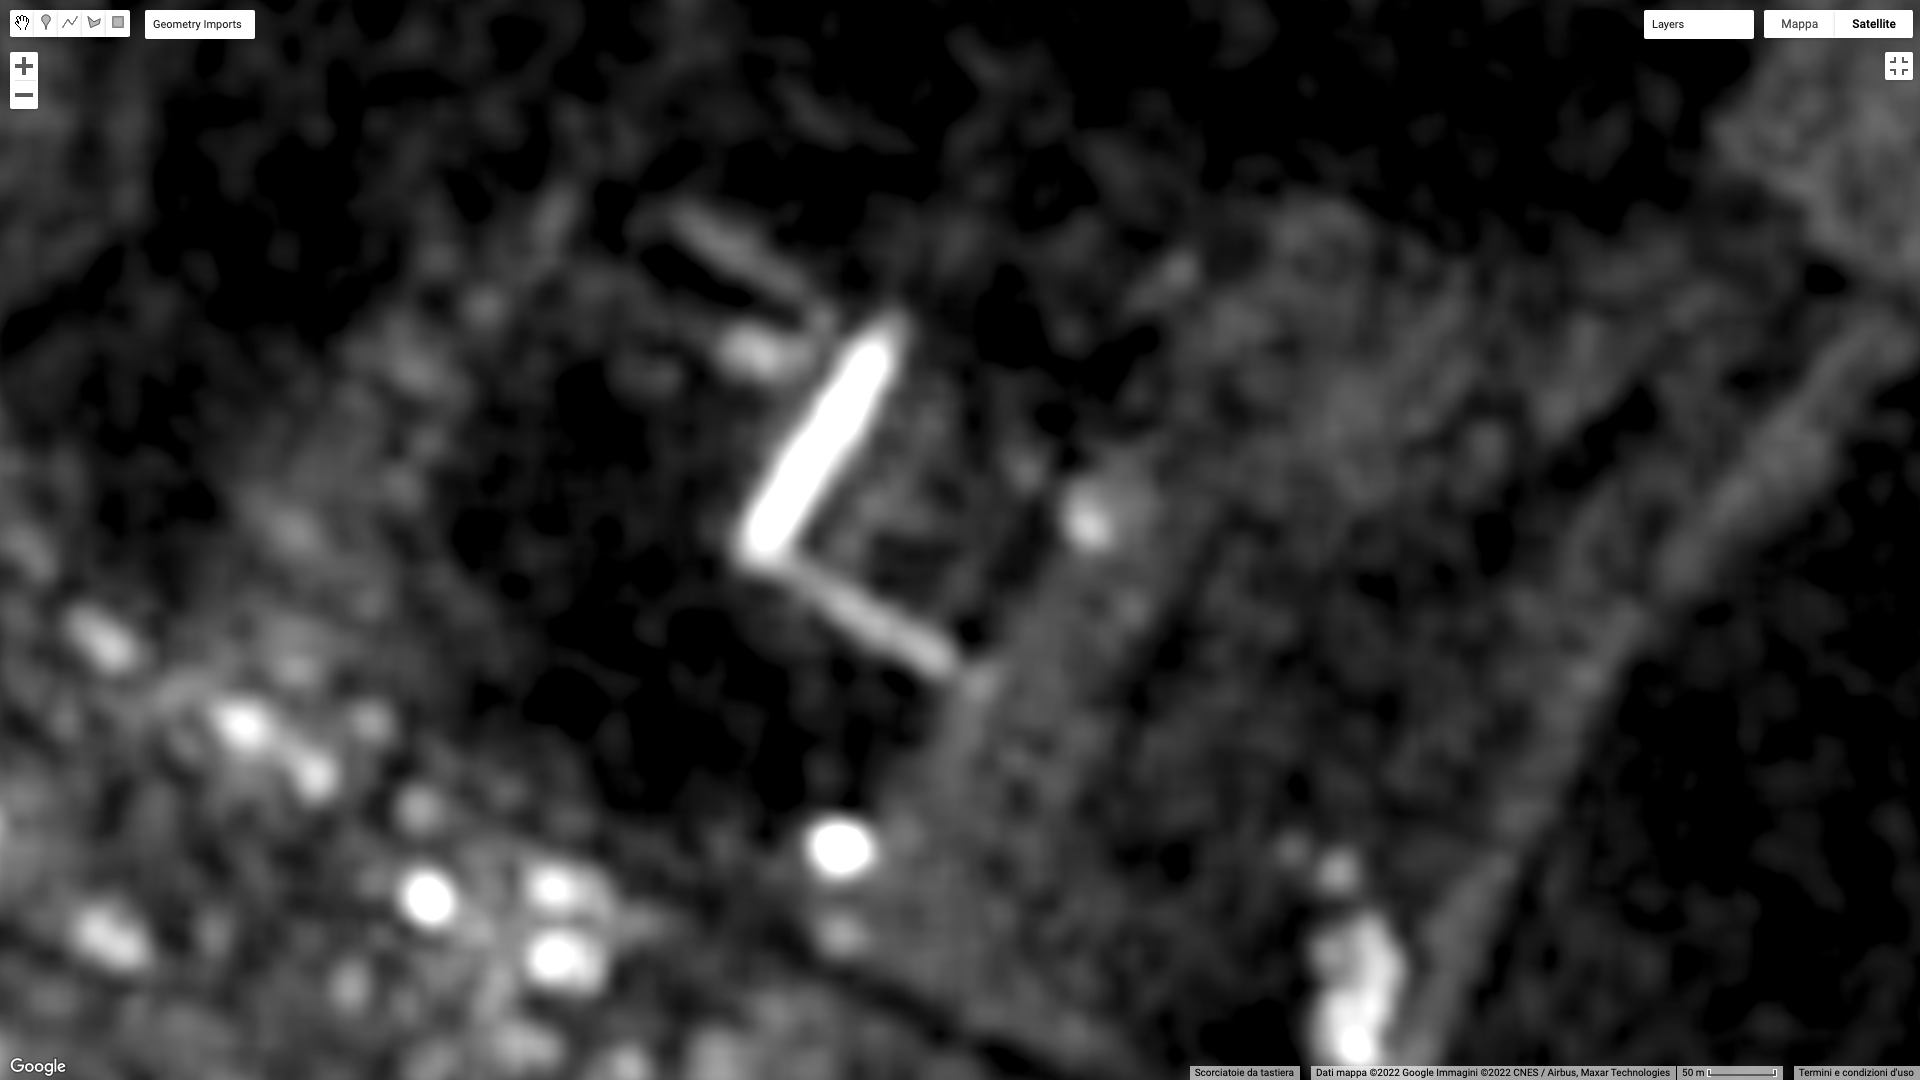 Geometry Imports
Layers
Mappa
Satellite
Google
Scorciatoie da tastiera
Dati mappa ©2022 Google Immagini ©2022 CNES / Airbus, Maxar Technologies
50 m
Termini e condizioni d'uso